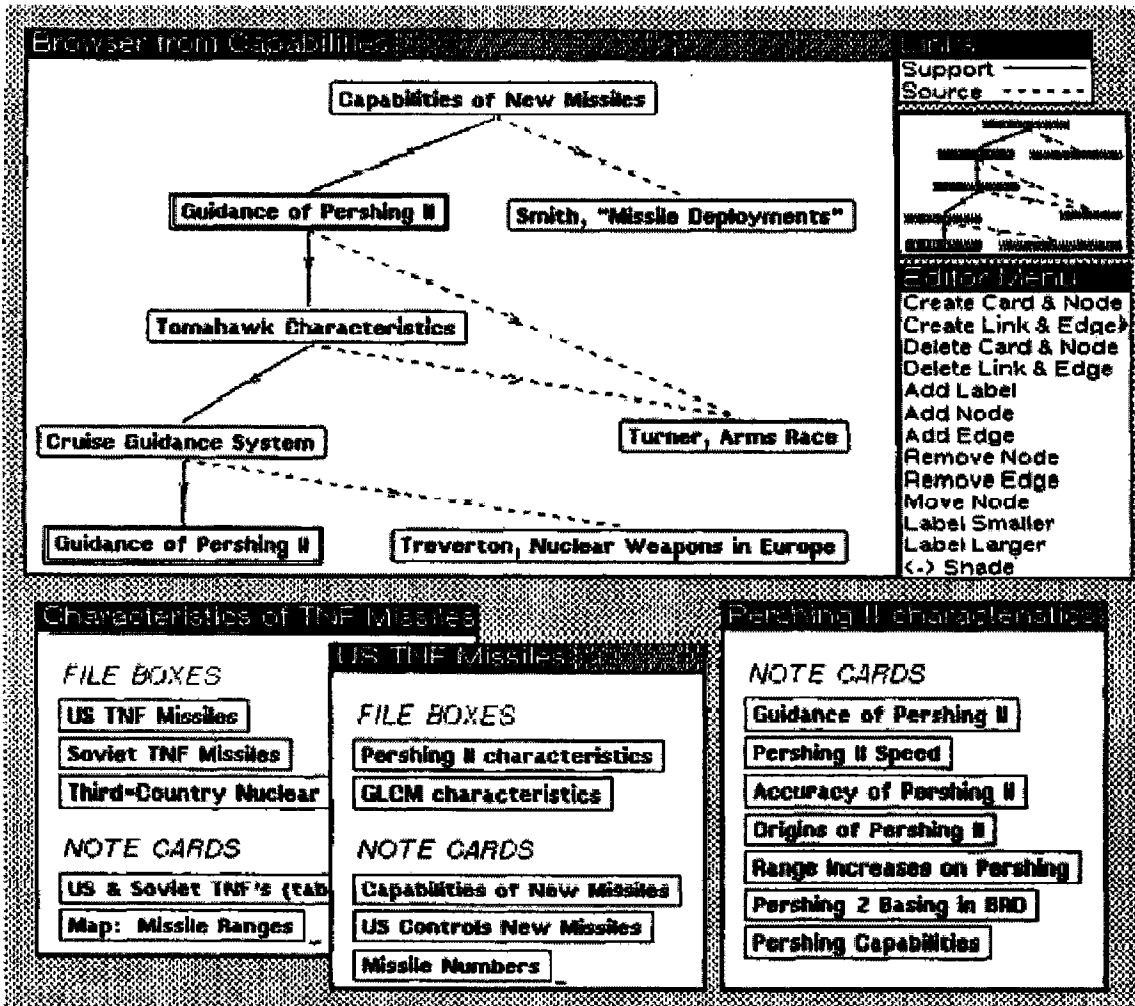 Browser from Capabilities
Capabilities of New Missiles
Guidance of Pershing II
Smith, "Missile Deployments"
Tomahawk Characteristics
Cruise Guidance System
Turner, Arms Race
Guidance of Pershing II
Treverton, Nuclear Weapons in Europe
Links
Support
Source
Editor Menu
Create Card & Node
Create Link & Edge
Delete Card & Node
Delete Link & Edge
Add Label
Add Node
Add Edge
Remove Node
Remove Edge
Move Node
Label Smaller
Label Larger
<-> Shade
Characteristics of TNF Missiles
FILE BOXES
US TNF Missiles
Soviet TNF Missiles
Third-Country Nuclear
NOTE CARDS
US & Soviet TNF's (tab
Map: Missile Ranges
US TNF Missiles
FILE BOXES
Pershing II characteristics
GLCM characteristics
NOTE CARDS
Capabilities of New Missiles
US Controls New Missiles
Missile Numbers
Pershing II characteristics
NOTE CARDS
Guidance of Pershing II
Pershing II Speed
Accuracy of Pershing II
Origins of Pershing II
Range Increases on Pershing
Pershing 2 Basing in BRD
Pershing Capabilities